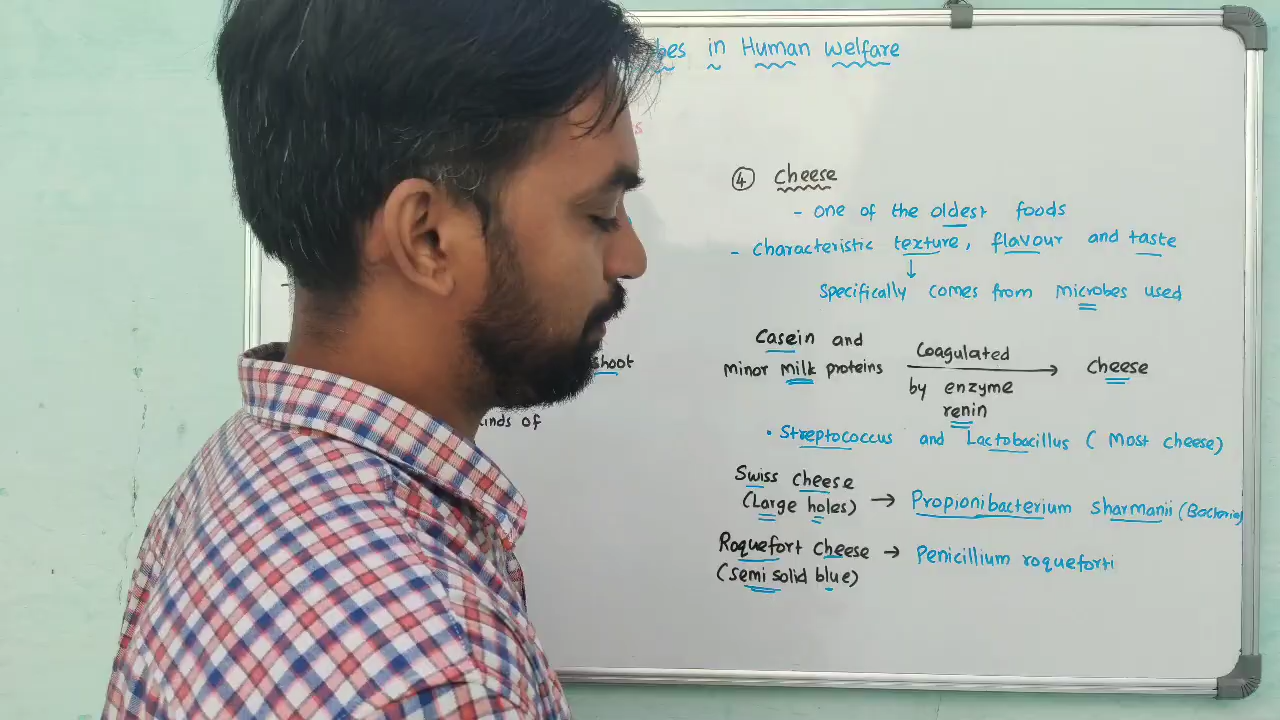 in Human welfare
④ Cheese
- one of the oldest foods
- characteristic texture, flavour and taste
↓
Specifically comes from microbes used
Casein and minor milk proteins
Coagulated by enzyme renin
→ Cheese
• Streptococcus and Lactobacillus ( Most cheese)
Swiss cheese (Large holes) → Propionibacterium sharmanii (Bacteria)
Roquefort cheese (semi solid blue) → Penicillium roqueforti
shoot
kinds of